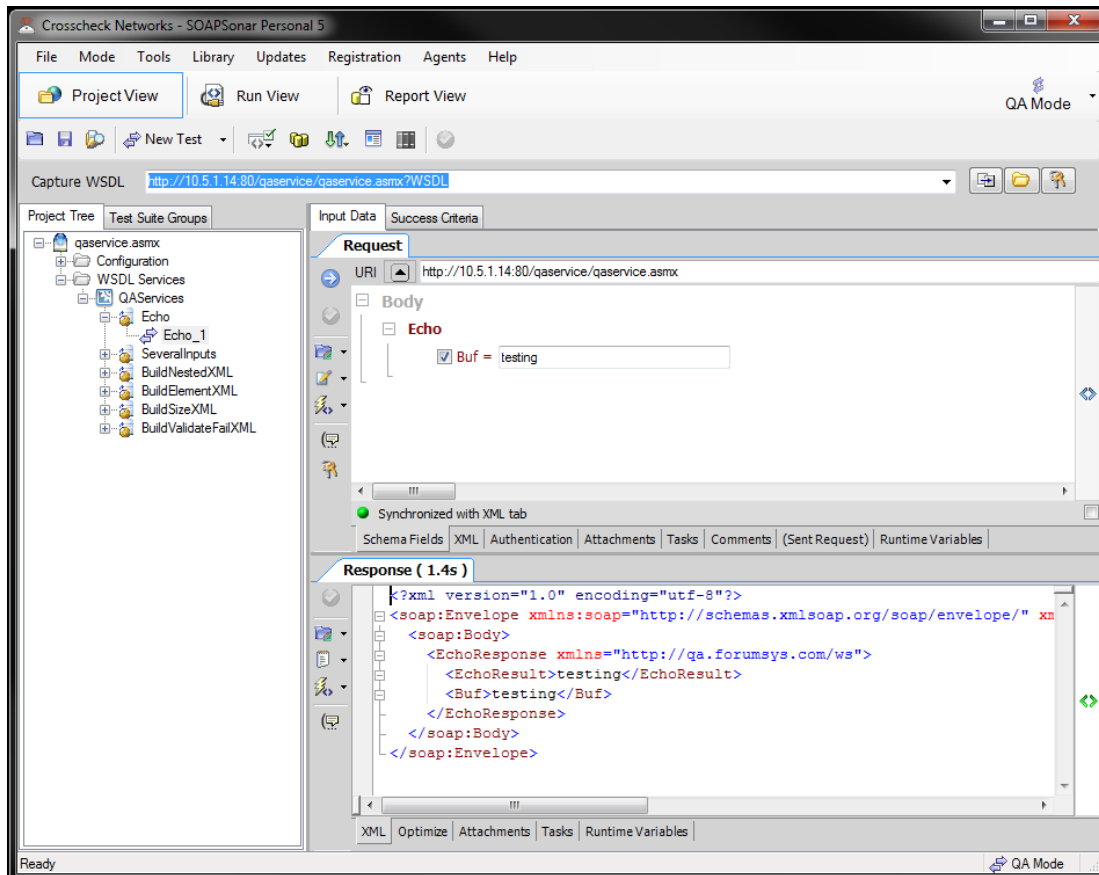 Crosscheck Networks - SOAPSonar Personal 5
File Mode Tools Library Updates Registration Agents Help
Project View Run View Report View QA Mode
New Test
Capture WSDL http://10.5.1.14:80/qaservice/qaservice.asmx?WSDL
Project Tree Test Suite Groups
qaservice.asmx
Configuration
WSDL Services
QAServices
Echo
Echo_1
SeveralInputs
BuildNestedXML
BuildElementXML
BuildSizeXML
BuildValidateFailXML
Input Data Success Criteria
Request
URI http://10.5.1.14:80/qaservice/qaservice.asmx
Body
Echo
Buf = testing
Synchronized with XML tab
Schema Fields XML Authentication Attachments Tasks Comments (Sent Request) Runtime Variables
Response ( 1.4s )
<?xml version="1.0" encoding="utf-8"?>
<soap:Envelope xmlns:soap="http://schemas.xmlsoap.org/soap/envelope/" xn
<soap:Body>
<EchoResponse xmlns="http://qa.forumsys.com/ws">
<EchoResult>testing</EchoResult>
<Buf>testing</Buf>
</EchoResponse>
</soap:Body>
</soap:Envelope>
XML Optimize Attachments Tasks Runtime Variables
Ready QA Mode